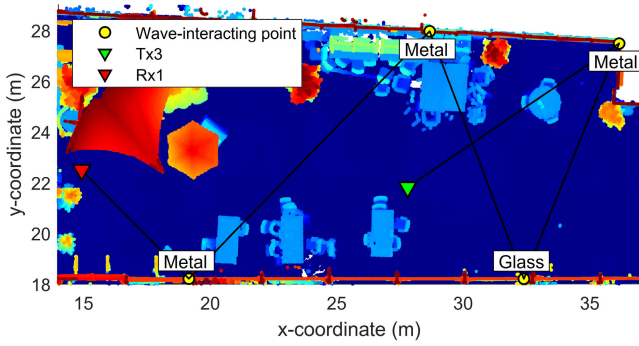 28
26
24
22
20
18
y-coordinate (m)
Wave-interacting point
Tx3
Rx1
Metal
Metal
Metal
Glass
15
20
25
30
35
x-coordinate (m)